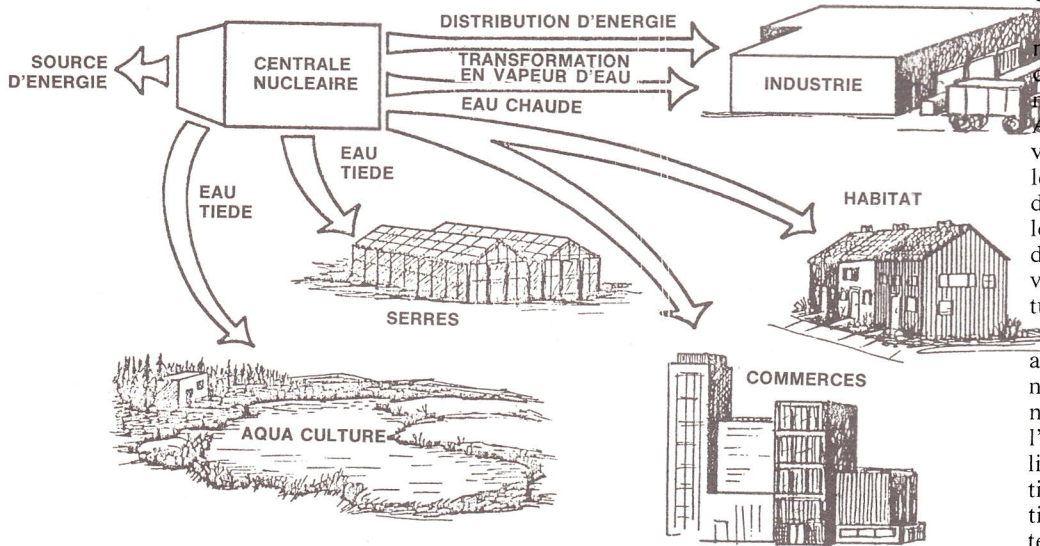 DISTRIBUTION D'ENERGIE
SOURCE
D'ENERGIE
CENTRALE
NUCLEAIRE
TRANSFORMATION
EN VAPEUR D'EAU
EAU CHAUDE
INDUSTRIE
EAU
TIEDE
EAU
TIEDE
HABITAT
SERRES
COMMERCES
AQUA CULTURE